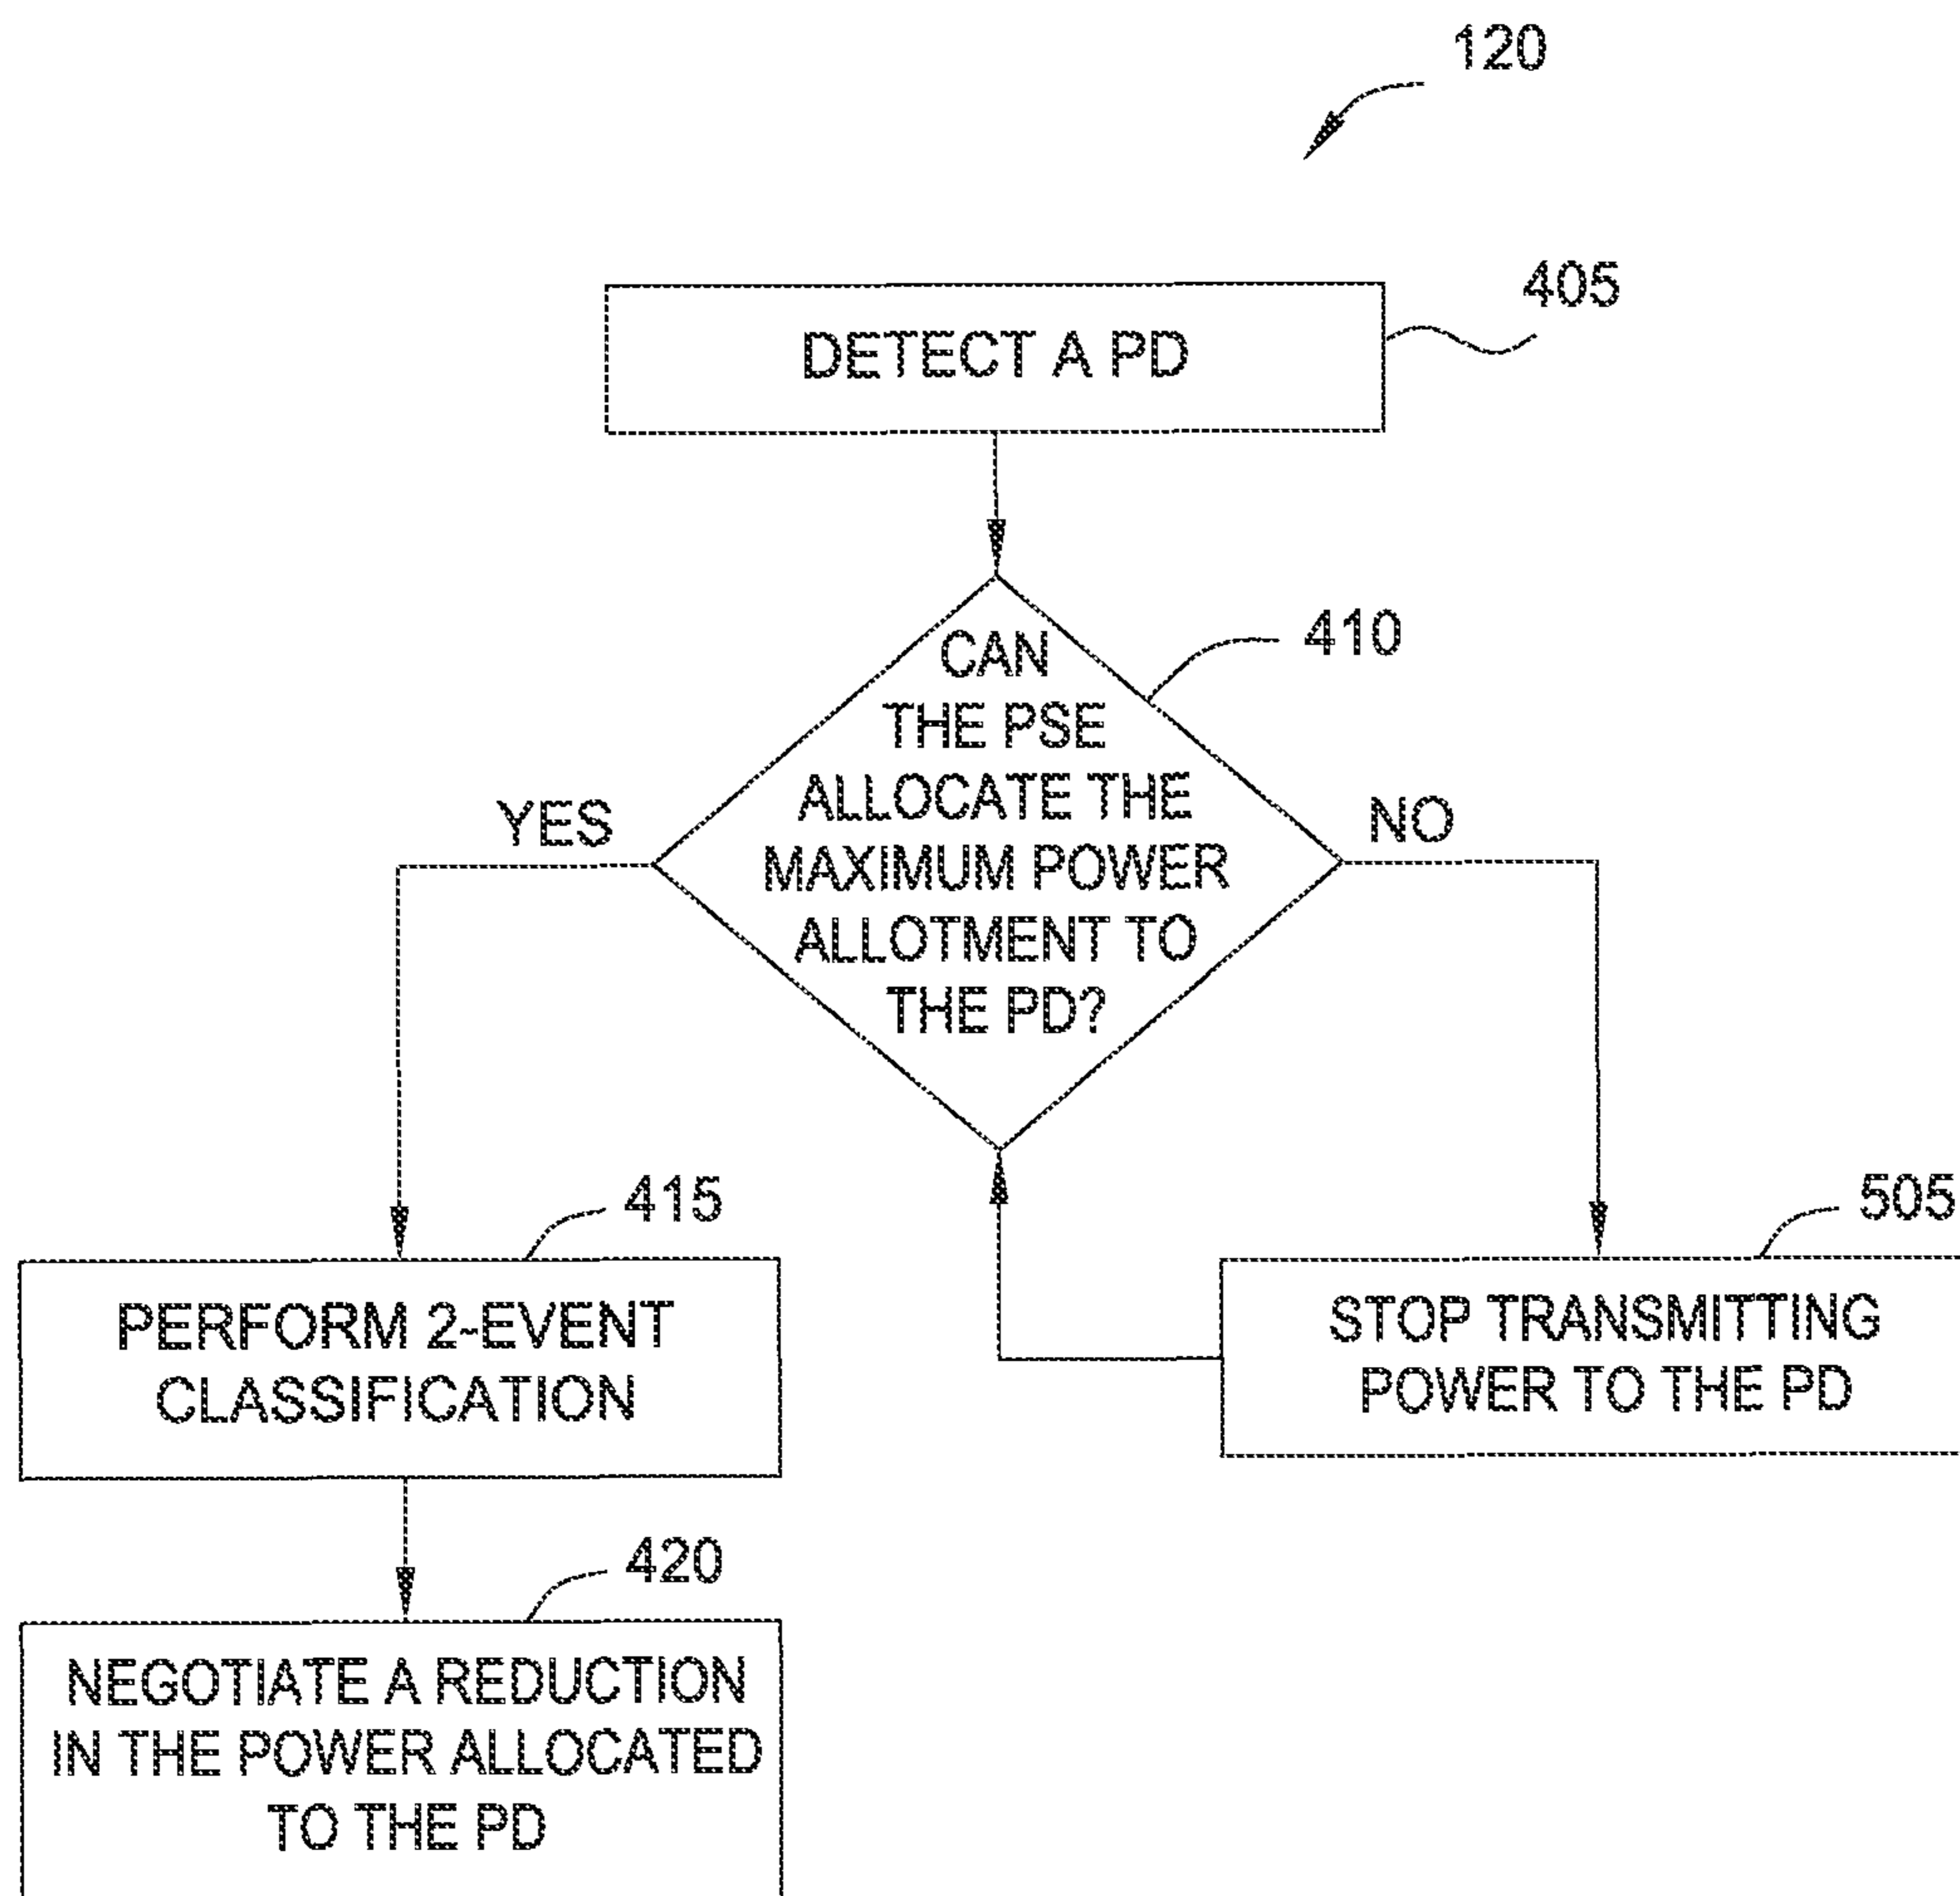 120
405
DETECT A PD
410
CAN
THE PSE
ALLOCATE THE
MAXIMUM POWER
ALLOTMENT TO
THE PD?
YES
NO
415
PERFORM 2-EVENT
CLASSIFICATION
505
STOP TRANSMITTING
POWER TO THE PD
420
NEGOTIATE A REDUCTION
IN THE POWER ALLOCATED
TO THE PD